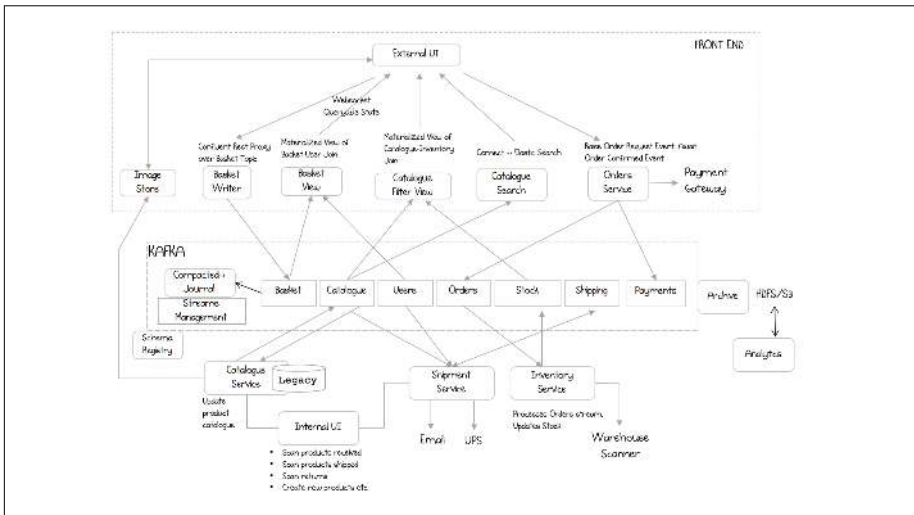 FRONT END
External UI
Websocket
Queryable State
Confluent Rest Proxy
over Basket Topic
Materialized View of
Basket User Join
Materialized View of
Catalogue-Inventory
Join
Connect -> Elastic Search
Raise Order Request Event. Await
Order Confirmed Event
Image
Store
Basket
Writer
Basket
View
Catalogue
Filter View
Catalogue
Search
Orders
Service
Payment
Gateway
KAFKA
Compacted +
Journal
Streams
Management
Basket
Catalogue
Users
Orders
Stock
Shipping
Payments
Archive
HDFS/S3
Analytics
Schema
Registry
Catalogue
Service
Legacy
Update
product
catalogue
Internal UI
• Scan products received
• Scan products shipped
• Scan returns
• Create new products etc
Shipment
Service
Email
UPS
Inventory
Service
Processes Orders stream.
Updates Stock
Warehouse
Scanner